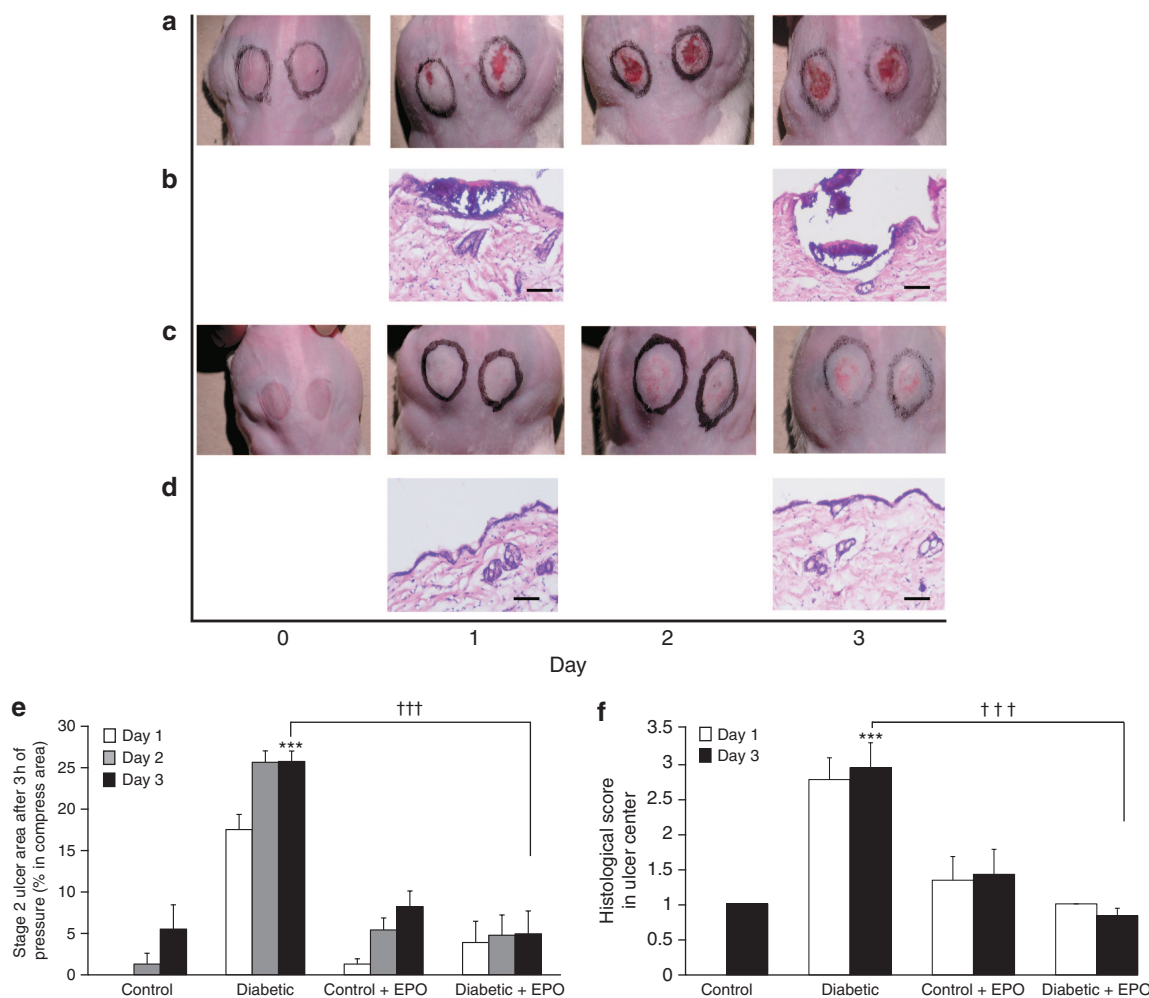 a
b
c
d
0 1 2 3
Day
e
†††
30
25
20
15
10
5
0
Stage 2 ulcer area after 3 h of
pressure (% in compress area)
Day 1
Day 2
Day 3
***
Control Diabetic Control + EPO Diabetic + EPO
f
† † †
3.5
3
2.5
2
1.5
1
0.5
0
Histological score
in ulcer center
Day 1
Day 3
***
Control Diabetic Control + EPO Diabetic + EPO